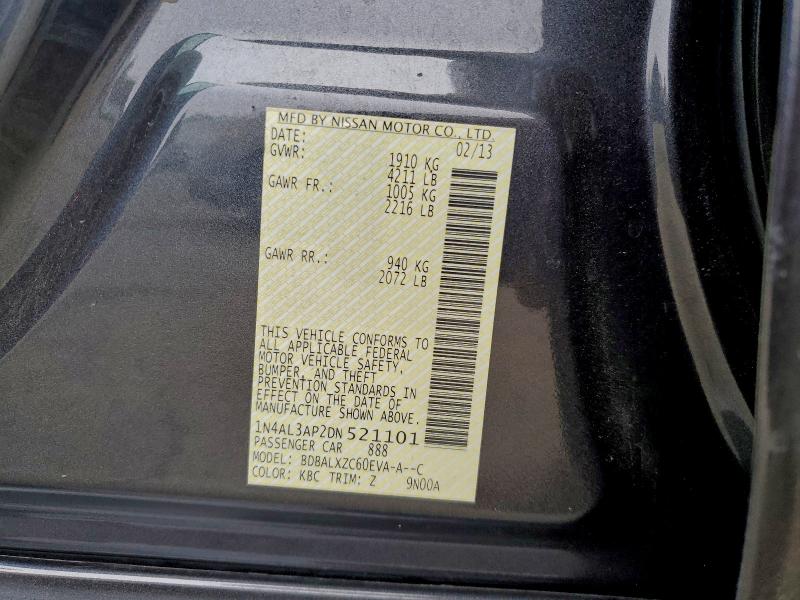 MFD BY NISSAN MOTOR CO., LTD.
DATE: 02/13
GVWR: 1910 KG
4211 LB
GAWR FR.: 1005 KG
2216 LB
GAWR RR.: 940 KG
2072 LB
THIS VEHICLE CONFORMS TO
ALL APPLICABLE FEDERAL
MOTOR VEHICLE SAFETY,
BUMPER, AND THEFT
PREVENTION STANDARDS IN
EFFECT ON THE DATE OF
MANUFACTURE SHOWN ABOVE.
1N4AL3AP2DN 521101
PASSENGER CAR 888
MODEL: BDBALXZC60EVA-A--C
COLOR: KBC TRIM: Z 9N00A